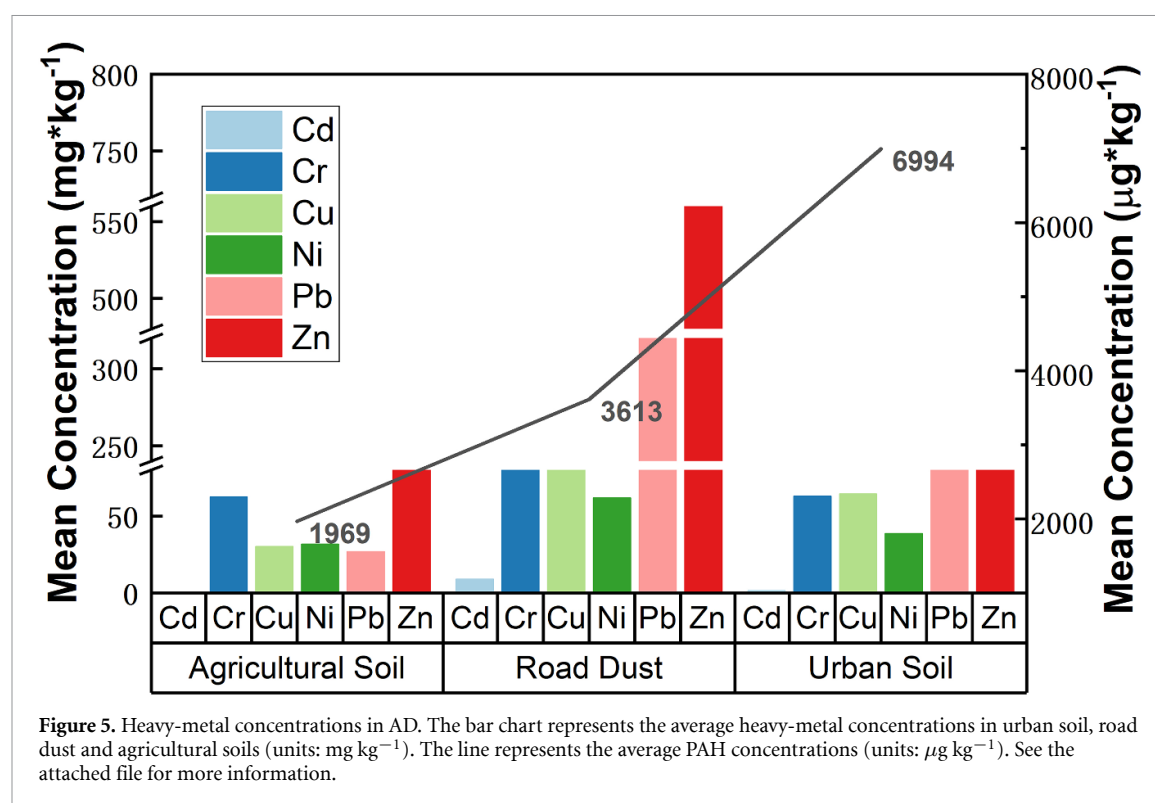 Mean Concentration (mg*kg⁻¹)
800
750
550
500
300
250
50
0
Cd
Cr
Cu
Ni
Pb
Zn
1969
3613
6994
8000
6000
4000
2000
Mean Concentration (μg*kg⁻¹)
Cd Cr Cu Ni Pb Zn Cd Cr Cu Ni Pb Zn Cd Cr Cu Ni Pb Zn
Agricultural Soil Road Dust Urban Soil
Figure 5. Heavy-metal concentrations in AD. The bar chart represents the average heavy-metal concentrations in urban soil, road
dust and agricultural soils (units: mg kg⁻¹). The line represents the average PAH concentrations (units: μg kg⁻¹). See the
attached file for more information.